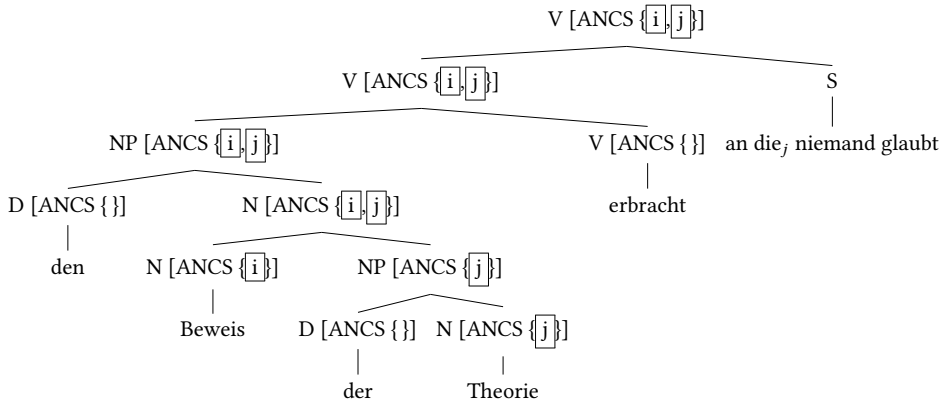 V [ANCS {i,j}]
V [ANCS {i,j}] S
NP [ANCS {i,j}] V [ANCS { }] an die_j niemand glaubt
D [ANCS { }] N [ANCS {i,j}] erbracht
den N [ANCS {i}] NP [ANCS {j}]
Beweis D [ANCS { }] N [ANCS {j}]
der Theorie